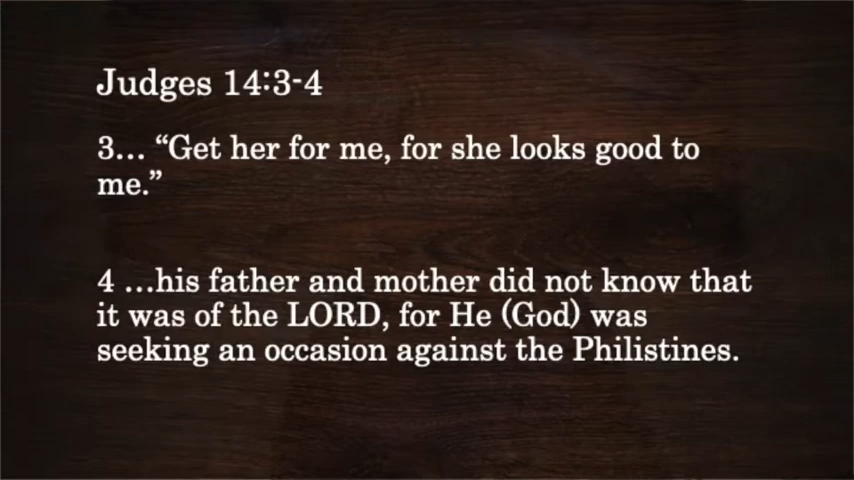 Judges 14:3-4
3... “Get her for me, for she looks good to
me.”
4 ...his father and mother did not know that
it was of the LORD, for He (God) was
seeking an occasion against the Philistines.